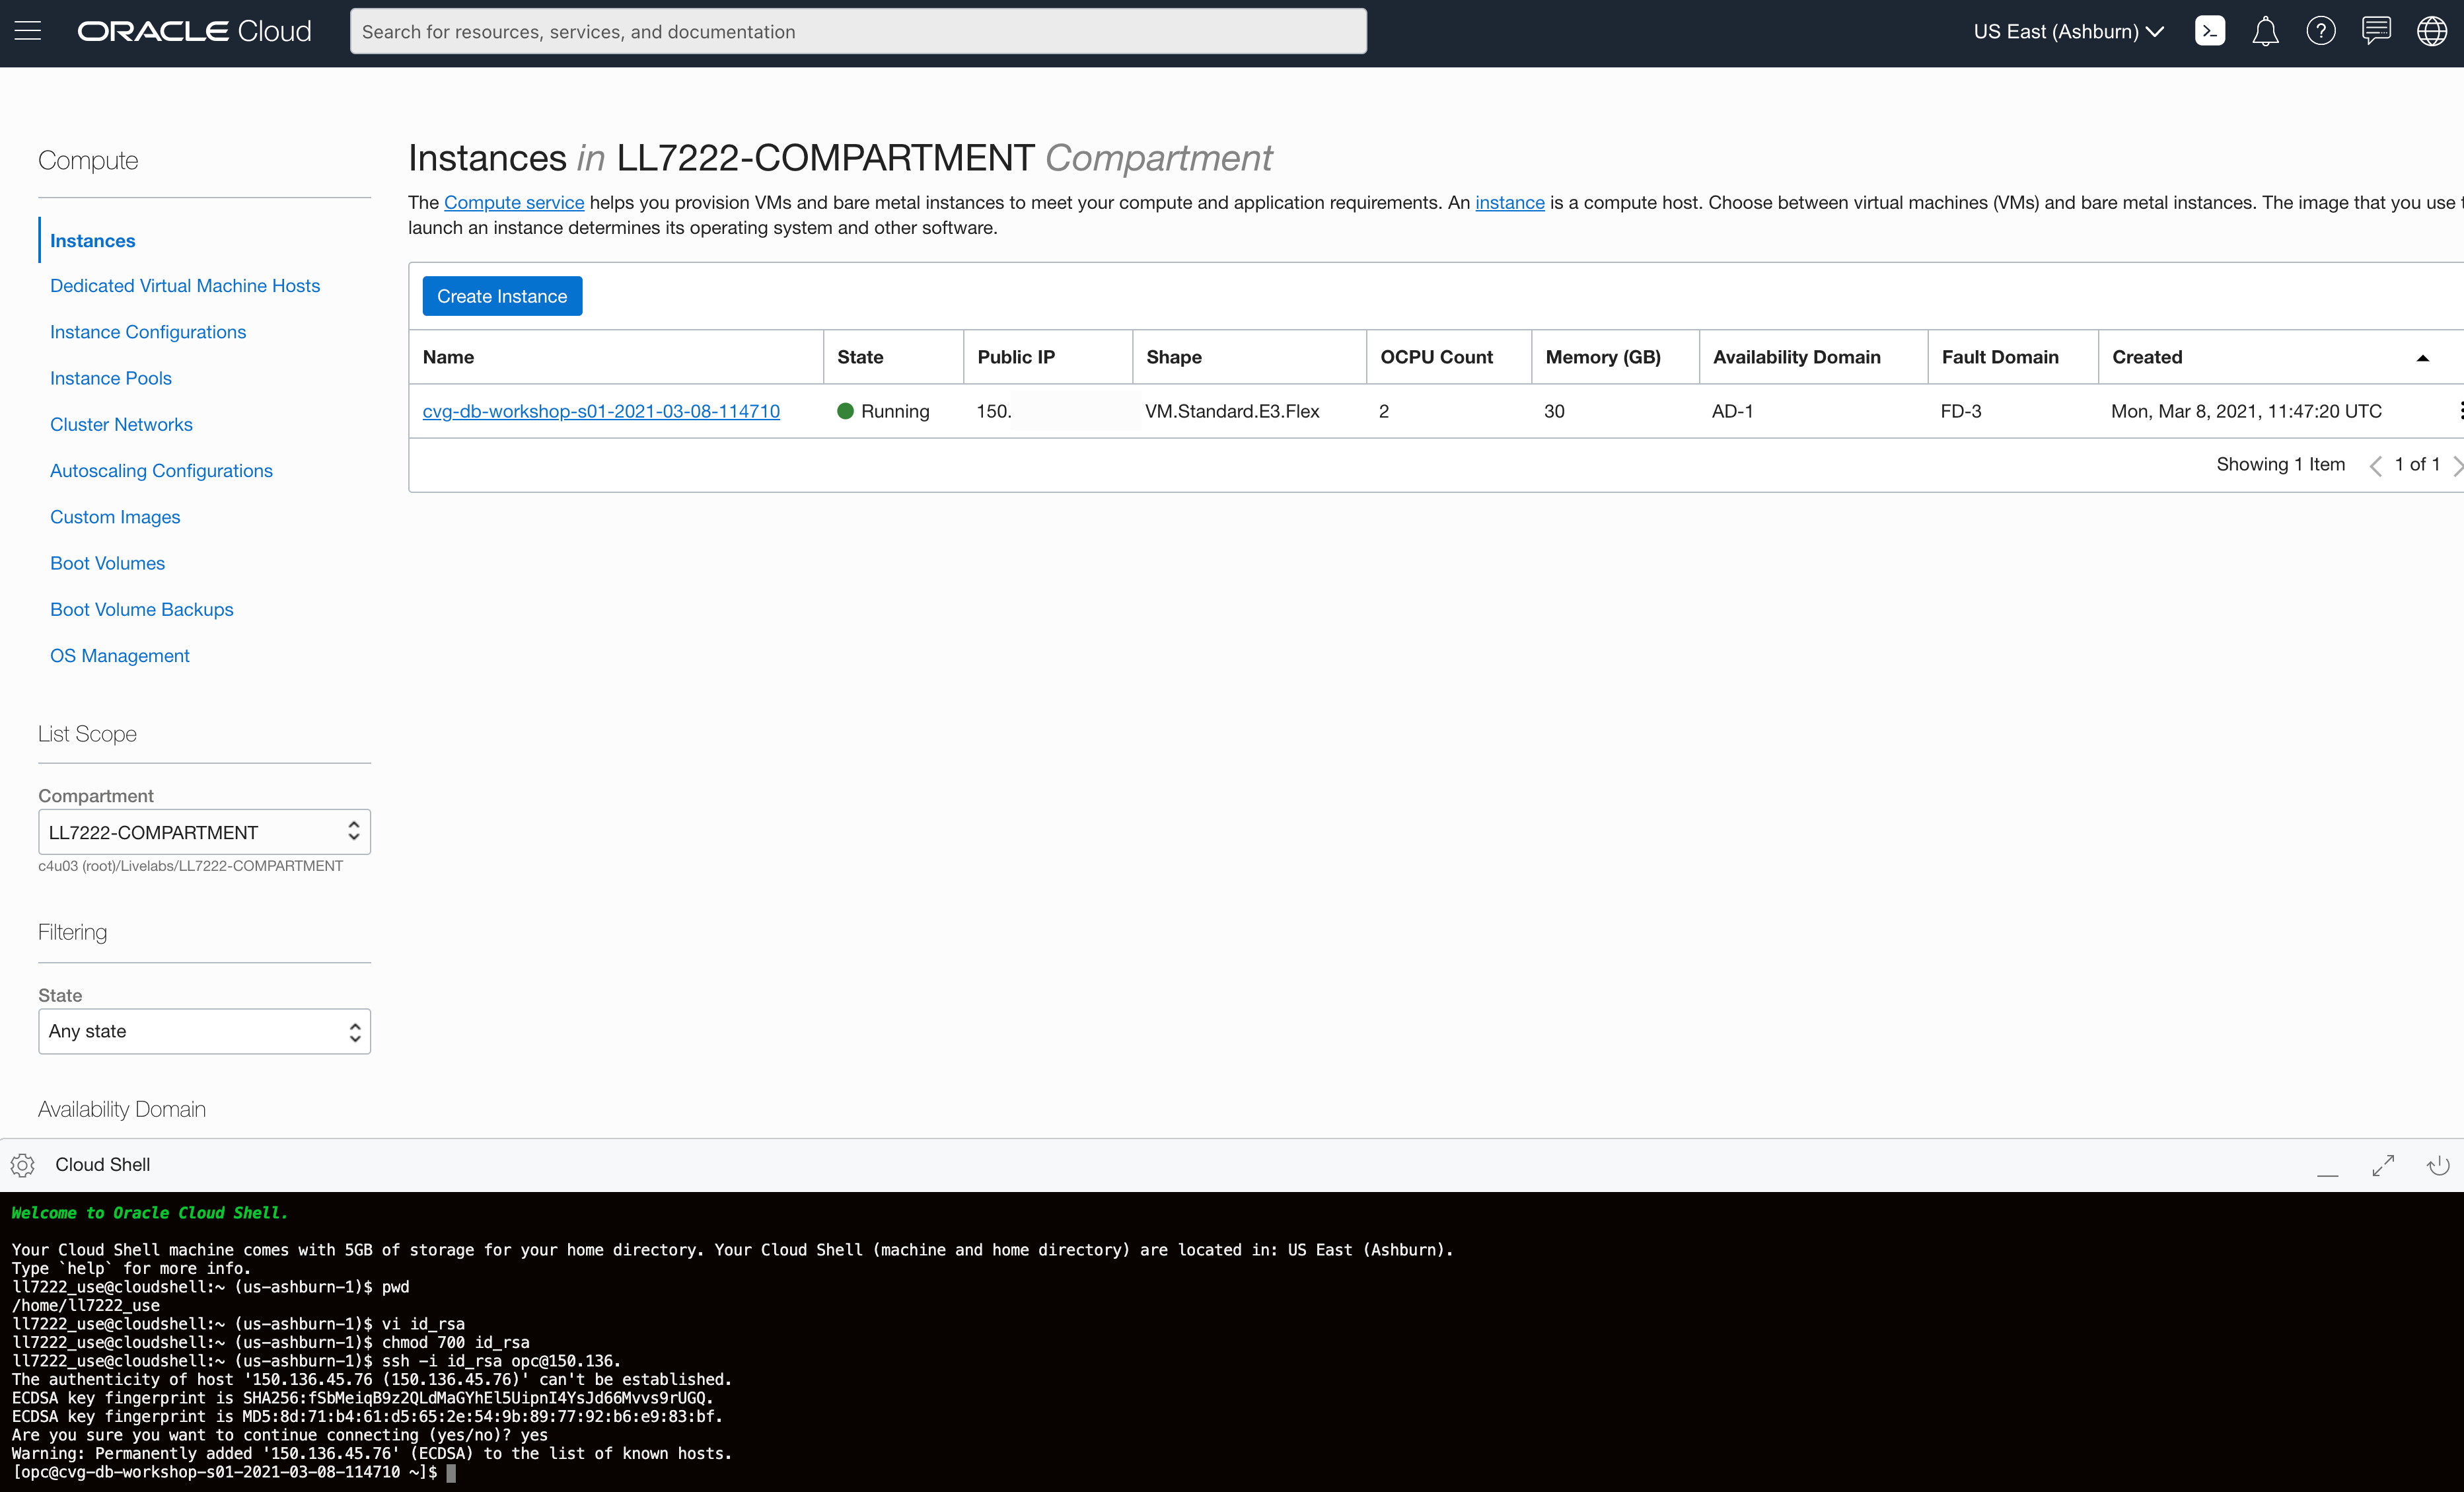 ORACLE Cloud
Search for resources, services, and documentation
US East (Ashburn)
Compute
Instances
Dedicated Virtual Machine Hosts
Instance Configurations
Instance Pools
Cluster Networks
Autoscaling Configurations
Custom Images
Boot Volumes
Boot Volume Backups
OS Management
List Scope
Compartment
LL7222-COMPARTMENT
c4u03 (root)/Livelabs/LL7222-COMPARTMENT
Filtering
State
Any state
Availability Domain
Instances in LL7222-COMPARTMENT Compartment
The Compute service helps you provision VMs and bare metal instances to meet your compute and application requirements. An instance is a compute host. Choose between virtual machines (VMs) and bare metal instances. The image that you use
launch an instance determines its operating system and other software.
Create Instance
Name State Public IP Shape OCPU Count Memory (GB) Availability Domain Fault Domain Created
cvg-db-workshop-s01-2021-03-08-114710 Running 150. VM.Standard.E3.Flex 2 30 AD-1 FD-3 Mon, Mar 8, 2021, 11:47:20 UTC
Showing 1 Item 1 of 1
Cloud Shell
Welcome to Oracle Cloud Shell.
Your Cloud Shell machine comes with 5GB of storage for your home directory. Your Cloud Shell (machine and home directory) are located in: US East (Ashburn).
Type `help` for more info.
ll7222_use@cloudshell:~ (us-ashburn-1)$ pwd
/home/ll7222_use
ll7222_use@cloudshell:~ (us-ashburn-1)$ vi id_rsa
ll7222_use@cloudshell:~ (us-ashburn-1)$ chmod 700 id_rsa
ll7222_use@cloudshell:~ (us-ashburn-1)$ ssh -i id_rsa opc@150.136.
The authenticity of host '150.136.45.76 (150.136.45.76)' can't be established.
ECDSA key fingerprint is SHA256:fSbMeiqB9z2QLdMaGYhEl5UipnI4YsJd66Mvvs9rUGQ.
ECDSA key fingerprint is MD5:8d:71:b4:61:d5:65:2e:54:9b:89:77:92:b6:e9:83:bf.
Are you sure you want to continue connecting (yes/no)? yes
Warning: Permanently added '150.136.45.76' (ECDSA) to the list of known hosts.
[opc@cvg-db-workshop-s01-2021-03-08-114710 ~]$